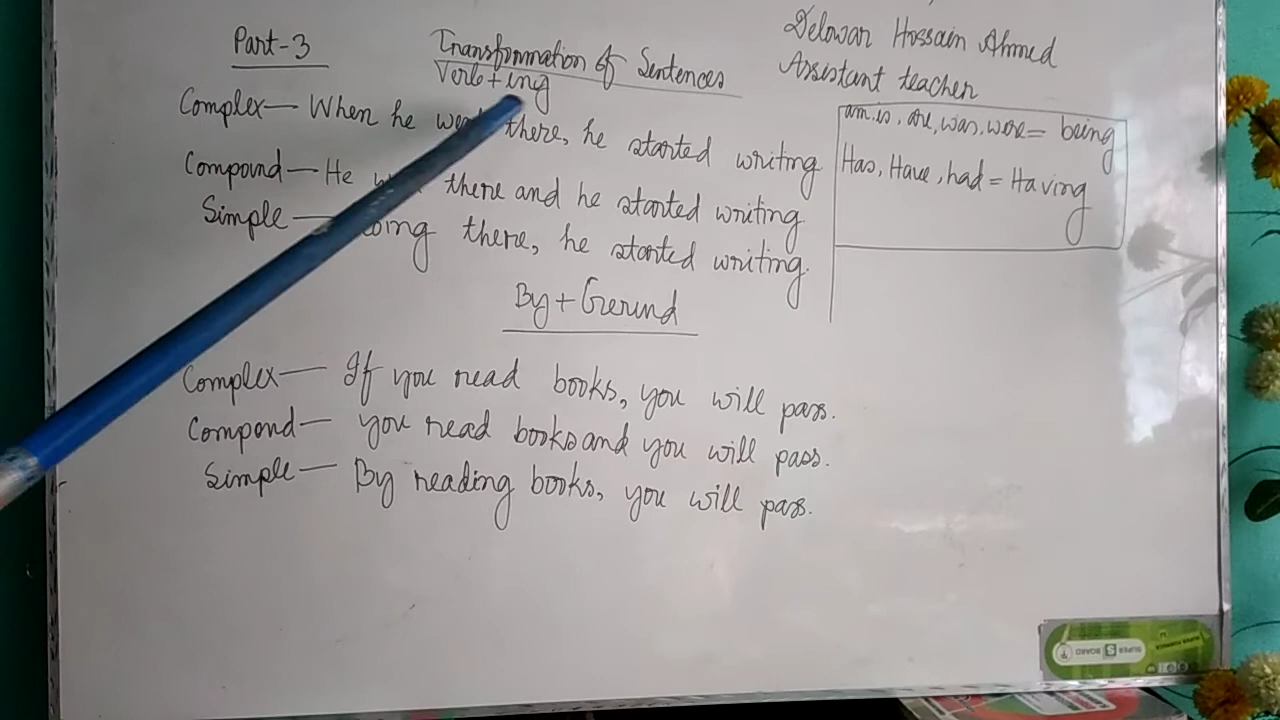 Part-3
Transformation of Sentences
Delowar Hossain Ahmed
Assistant teacher
Verb+ing
Complex— When he there, he started writing
Compound— He there and he started writing
Simple— there, he started writing.
am, is, are, was, were= being
Has, Have, had = Having
By+Gerund
Complex— If you read books, you will pass.
Compond— you read books and you will pass.
Simple— By reading books, you will pass.
SUPER S BOARD